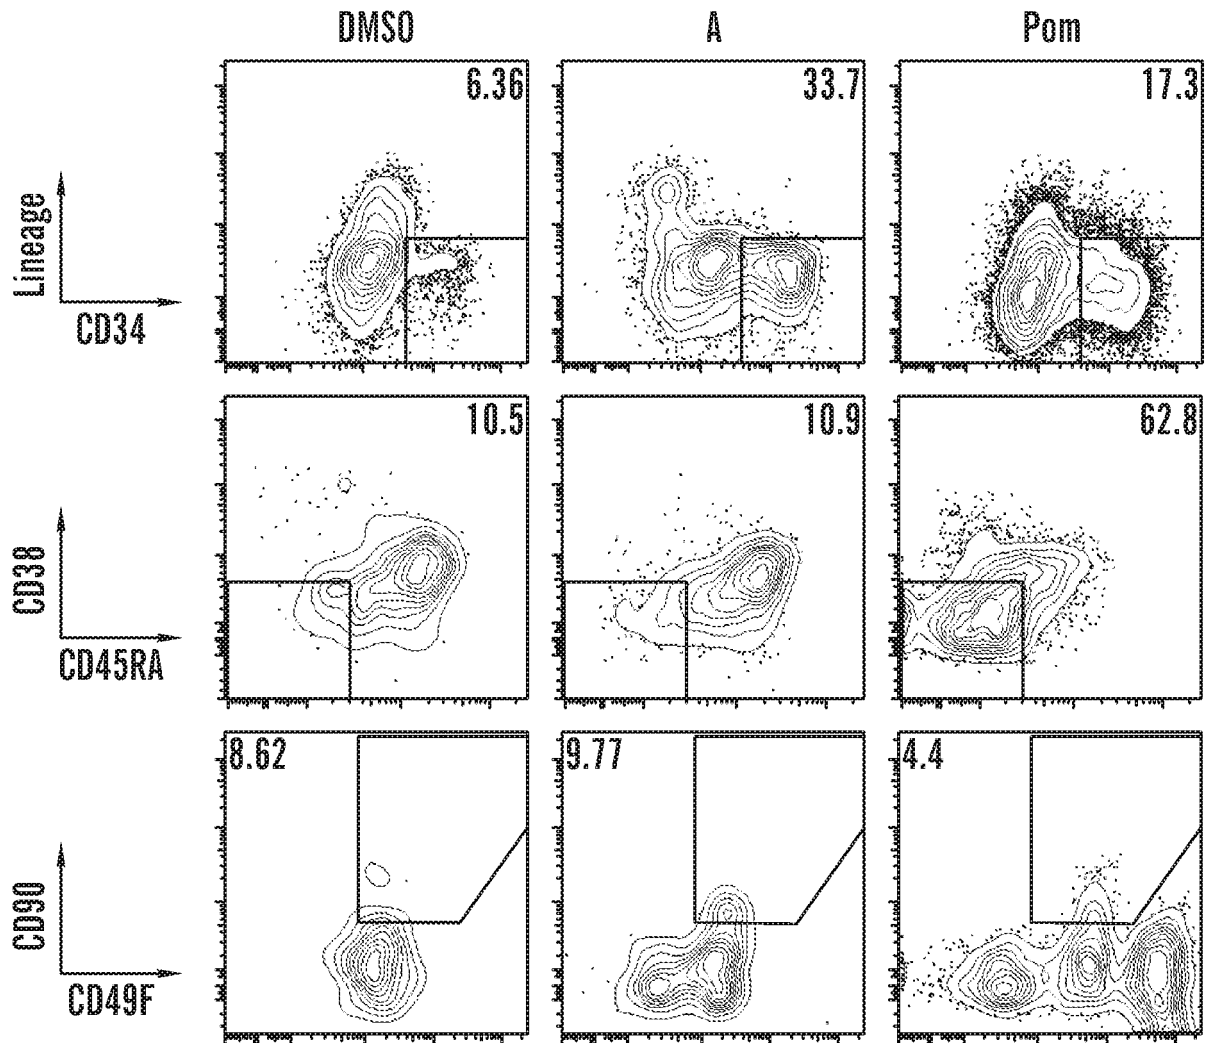 DMSO A Pom
6.36 33.7 17.3
Lineage
CD34
10.5 10.9 62.8
CD38
CD45RA
8.62 9.77 4.4
CD90
CD49F